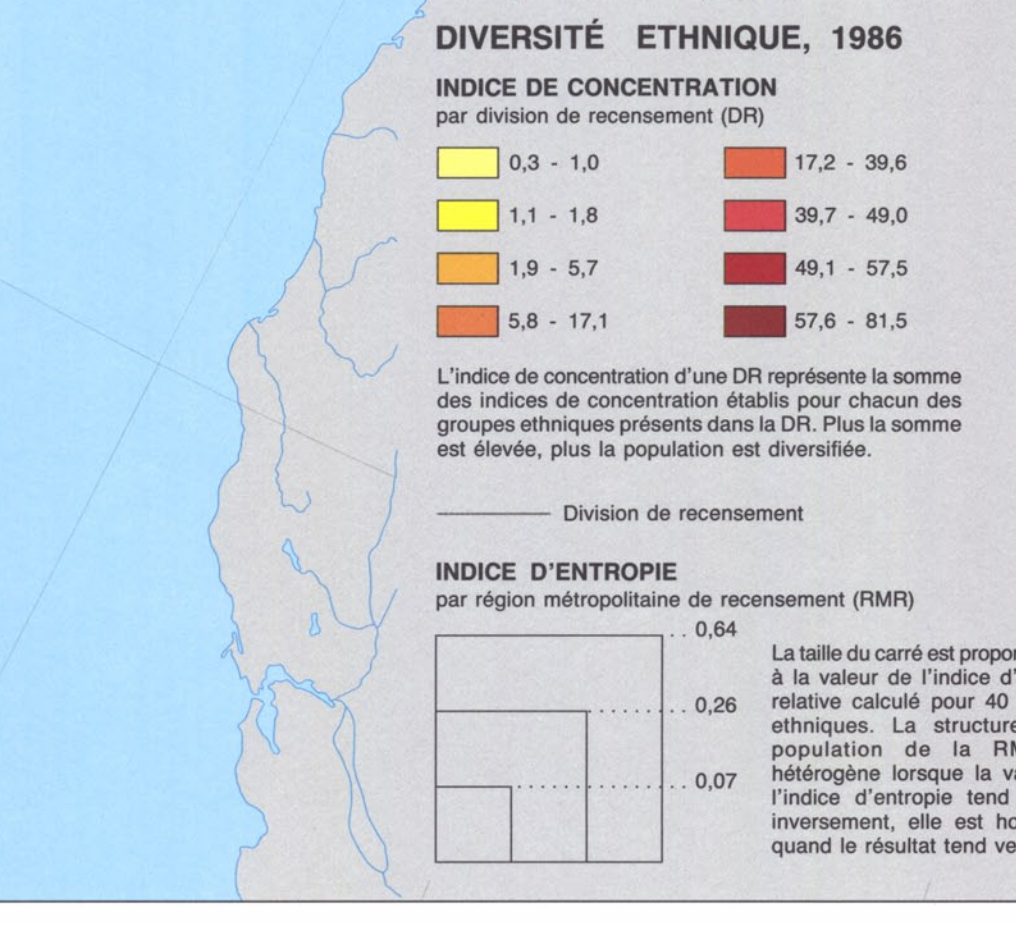 DIVERSITÉ ETHNIQUE, 1986
INDICE DE CONCENTRATION
par division de recensement (DR)
0,3 - 1,0
1,1 - 1,8
1,9 - 5,7
5,8 - 17,1
17,2 - 39,6
39,7 - 49,0
49,1 - 57,5
57,6 - 81,5
L'indice de concentration d'une DR représente la somme
des indices de concentration établis pour chacun des
groupes ethniques présents dans la DR. Plus la somme
est élevée, plus la population est diversifiée.
Division de recensement
INDICE D'ENTROPIE
par région métropolitaine de recensement (RMR)
0,64
0,26
0,07
La taille du carré est propor
à la valeur de l'indice d'
relative calculé pour 40
ethniques. La structure
population de la RM
hétérogène lorsque la va
l'indice d'entropie tend
inversement, elle est ho
quand le résultat tend ve